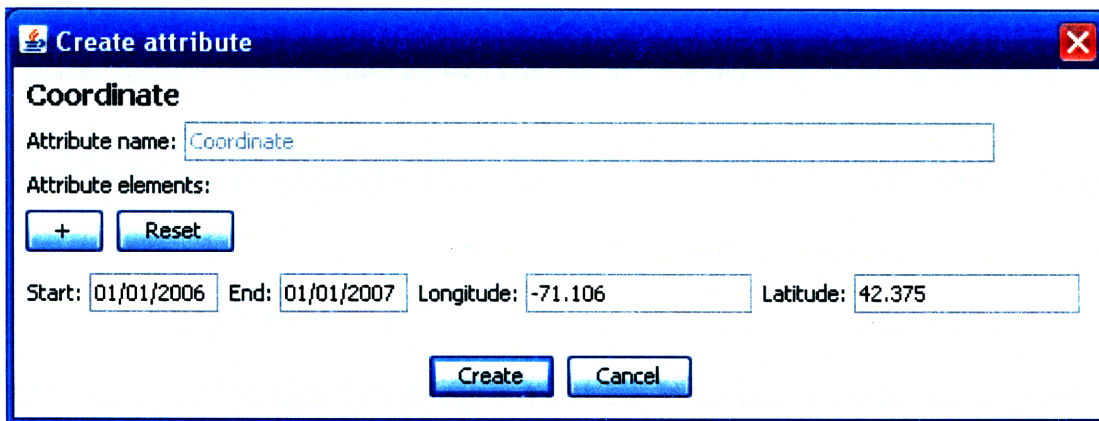 Create attribute
Coordinate
Attribute name: Coordinate
Attribute elements:
+ Reset
Start: 01/01/2006 End: 01/01/2007 Longitude: -71.106 Latitude: 42.375
Create Cancel